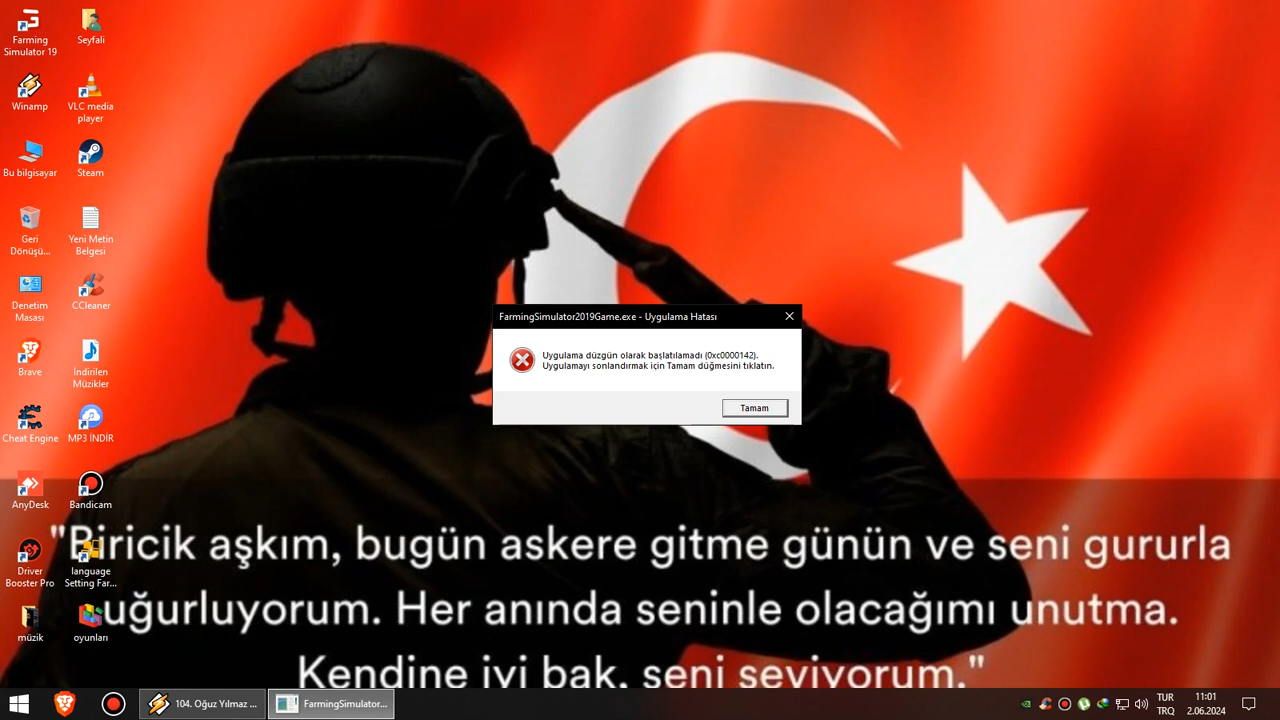 Farming
Simulator 19
Seyfali
Winamp
VLC media
player
Bu bilgisayar
Steam
Geri
Dönüşü...
Yeni Metin
Belgesi
Denetim
Masası
CCleaner
Brave
İndirilen
Müzikler
Cheat Engine
MP3 İNDİR
AnyDesk
Bandicam
Driver
Booster Pro
language
Setting Far...
müzik
oyunları
FarmingSimulator2019Game.exe - Uygulama Hatası
Uygulama düzgün olarak başlatılamadı (0xc0000142).
Uygulamayı sonlandırmak için Tamam düğmesini tıklatın.
Tamam
"Biricik aşkım, bugün askere gitme günün ve seni gururla
uğurluyorum. Her anında seninle olacağımı unutma.
Kendine iyi bak, seni seviyorum."
104. Oğuz Yılmaz ...
FarmingSimulator...
TUR
TRQ
11:01
2.06.2024